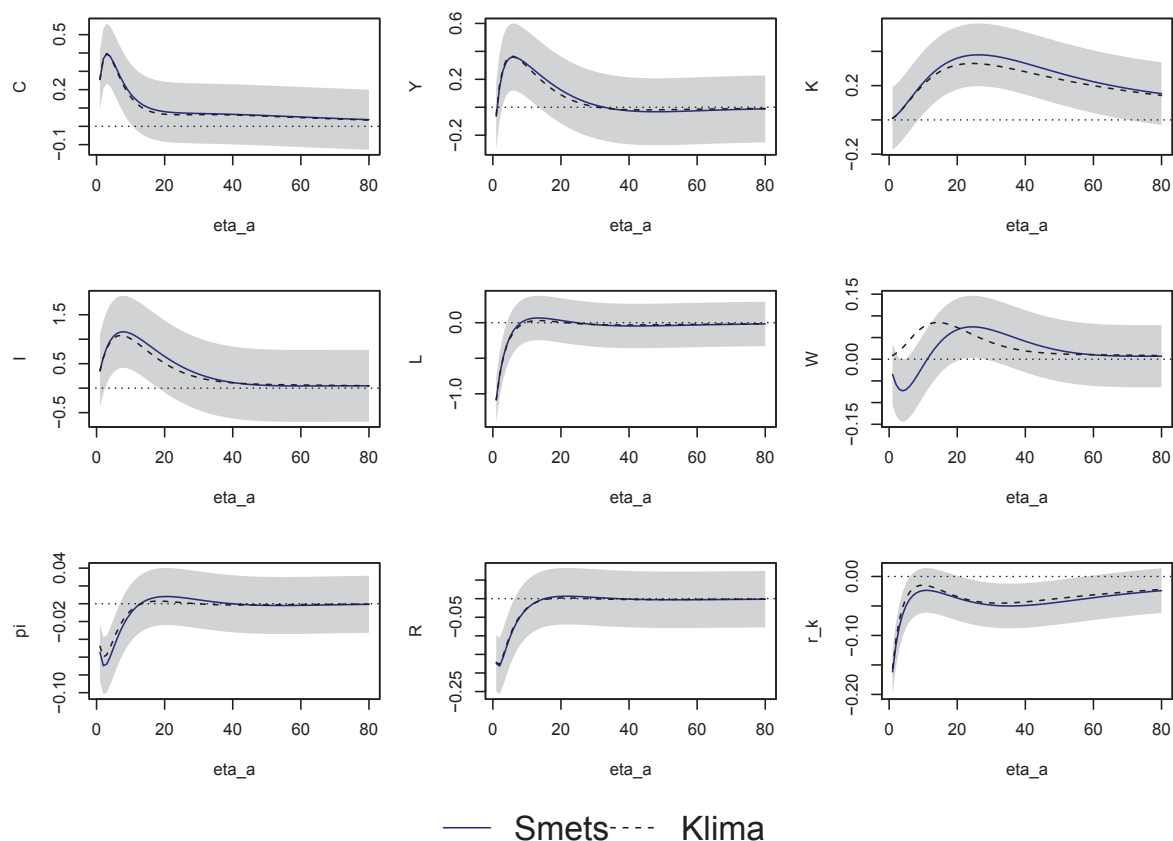 C
0.5
0.2
−0.1
0 20 40 60 80
eta_a
Y
0.6
0.2
−0.2
0 20 40 60 80
eta_a
K
0.2
−0.2
0 20 40 60 80
eta_a
I
1.5
0.5
−0.5
0 20 40 60 80
eta_a
L
0.0
−1.0
0 20 40 60 80
eta_a
W
0.15
0.00
−0.15
0 20 40 60 80
eta_a
pi
0.04
−0.02
−0.10
0 20 40 60 80
eta_a
R
−0.05
−0.25
0 20 40 60 80
eta_a
r_k
0.00
−0.10
−0.20
0 20 40 60 80
eta_a
Smets Klima